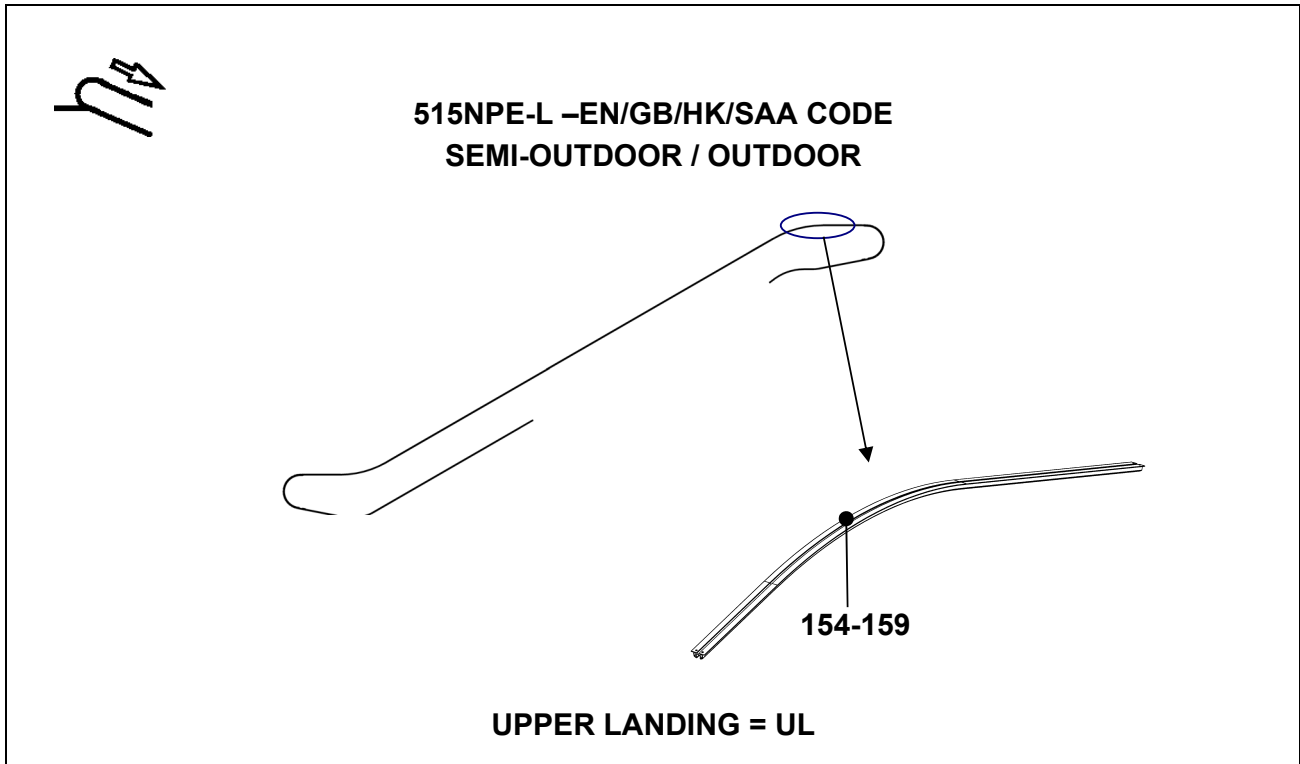 515NPE-L –EN/GB/HK/SAA CODE
SEMI-OUTDOOR / OUTDOOR
154-159
UPPER LANDING = UL